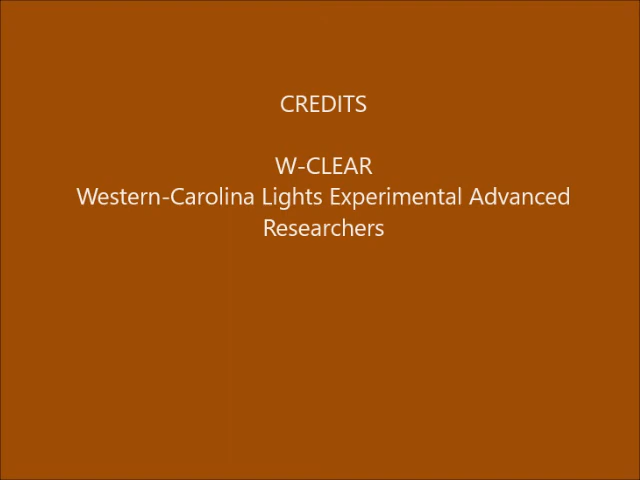 CREDITS
W-CLEAR
Western-Carolina Lights Experimental Advanced
Researchers